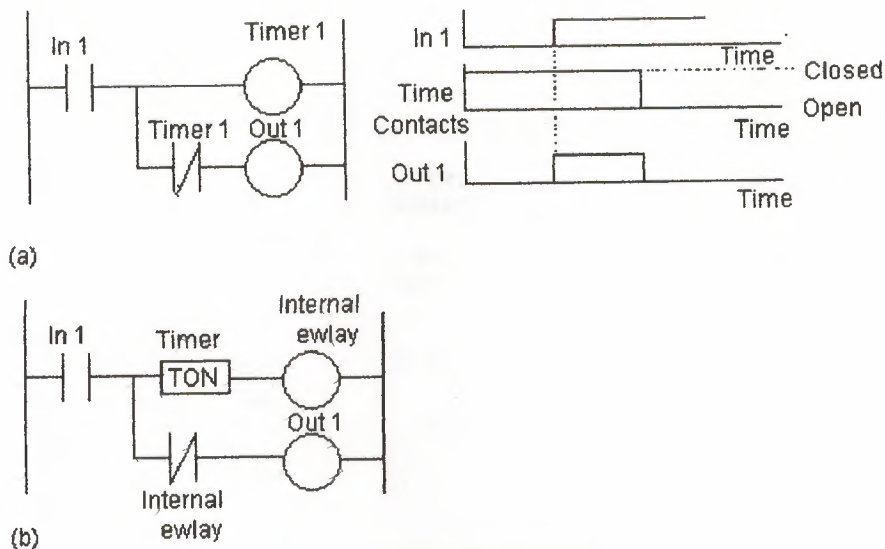 In 1
Timer 1
Timer 1
Out 1
In 1
Time
Closed
Time
Contacts
Open
Time
Out 1
Time
(a)
In 1
Timer
TON
Internal
ewlay
Out 1
Internal
ewlay
(b)